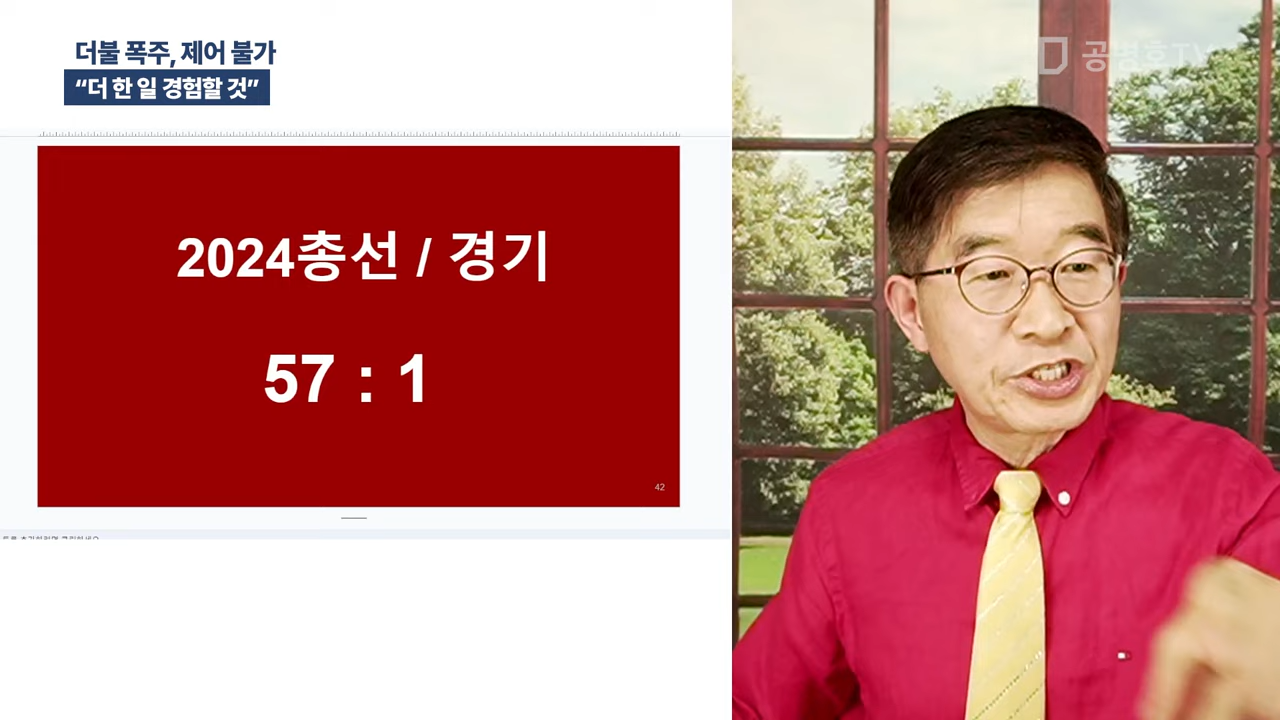 더불 폭주, 제어 불가
“더 한 일 경험할 것”
공병호TV
2024총선 / 경기
57 : 1
42